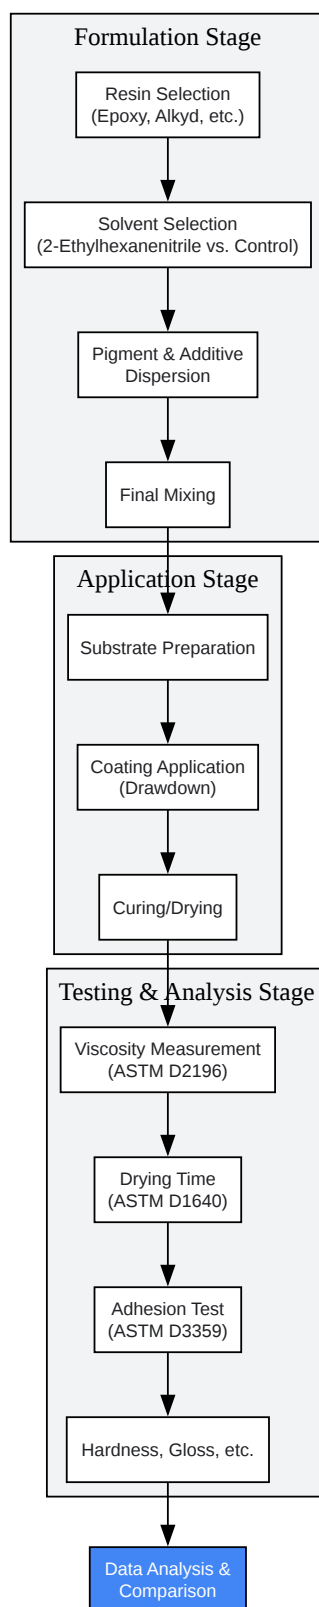 Formulation Stage
Resin Selection
(Epoxy, Alkyd, etc.)
Solvent Selection
(2-Ethylhexanenitrile vs. Control)
Pigment & Additive
Dispersion
Final Mixing
Application Stage
Substrate Preparation
Coating Application
(Drawdown)
Curing/Drying
Testing & Analysis Stage
Viscosity Measurement
(ASTM D2196)
Drying Time
(ASTM D1640)
Adhesion Test
(ASTM D3359)
Hardness, Gloss, etc.
Data Analysis &
Comparison